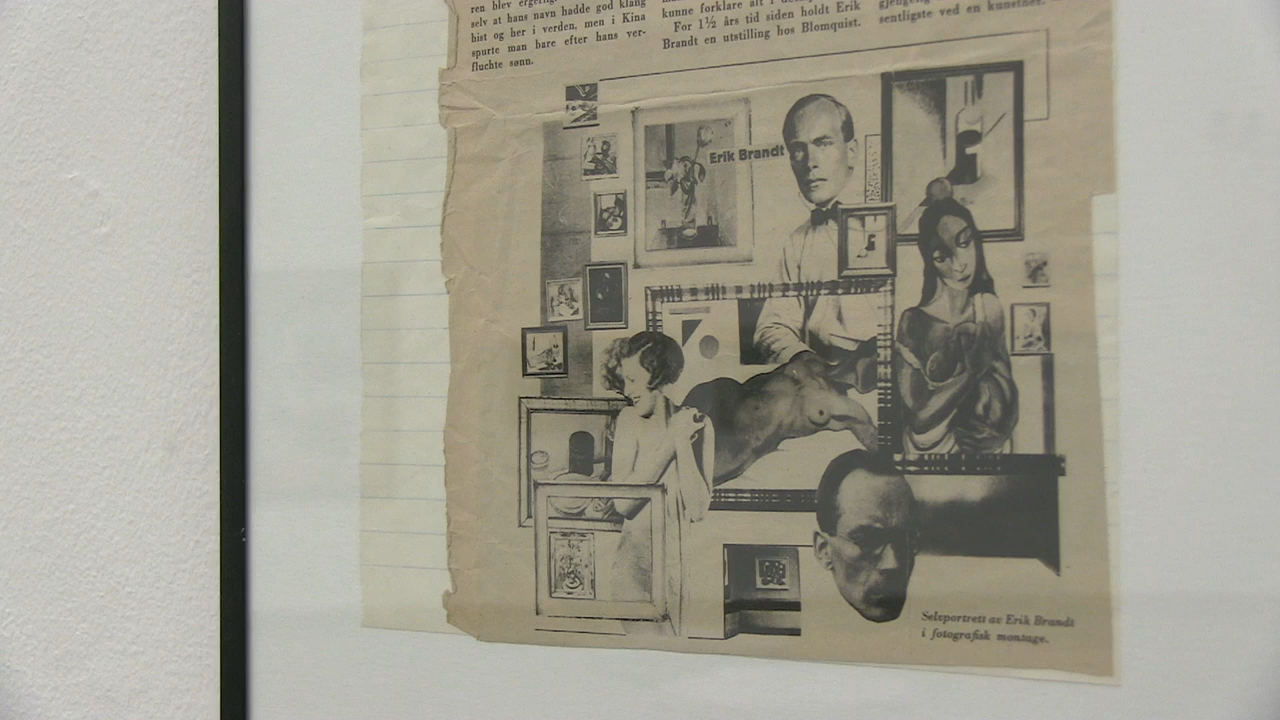 ren blev
selv at hans navn hadde god klang
hist og her i verden, men i Kina
spurte man bare efter hans ver-
fluchte sønn.
kunne forklare alt i
For 1½ års tid siden holdt Erik
Brandt en utstilling hos Blomquist.
sentligste ved en kunstner.
Erik Brandt
Selvportrett av Erik Brandt
i fotografisk montage.